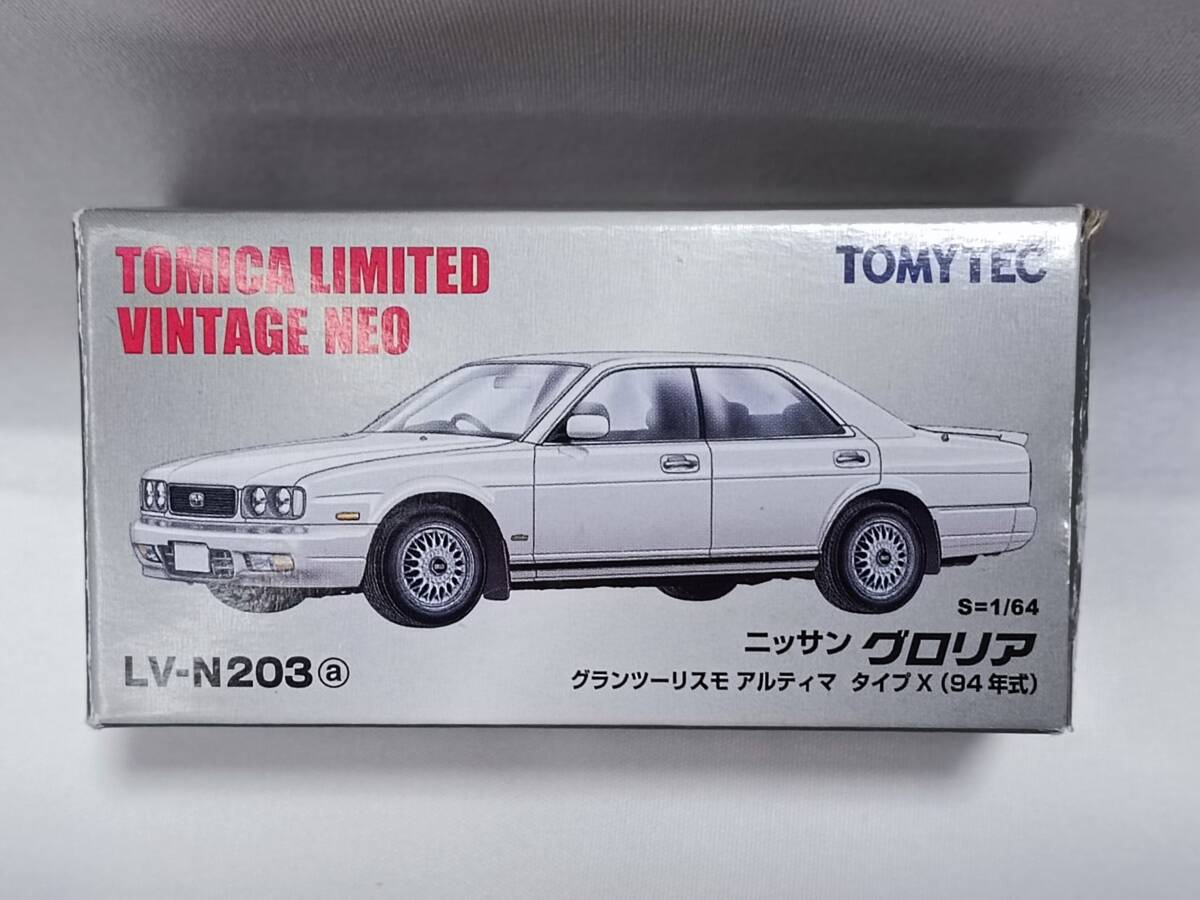 TOMICA LIMITED
VINTAGE NEO
TOMYTEC
S=1/64
LV-N203ⓐ
ニッサン グロリア
グランツーリスモ アルティマ タイプX(94年式)